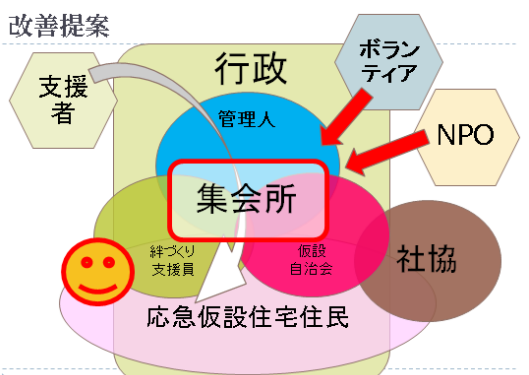 改善提案
支援
者
行政
ボラン
ティア
管理人
NPO
集会所
絆づくり
支援員
仮設
自治会
社協
応急仮設住宅住民